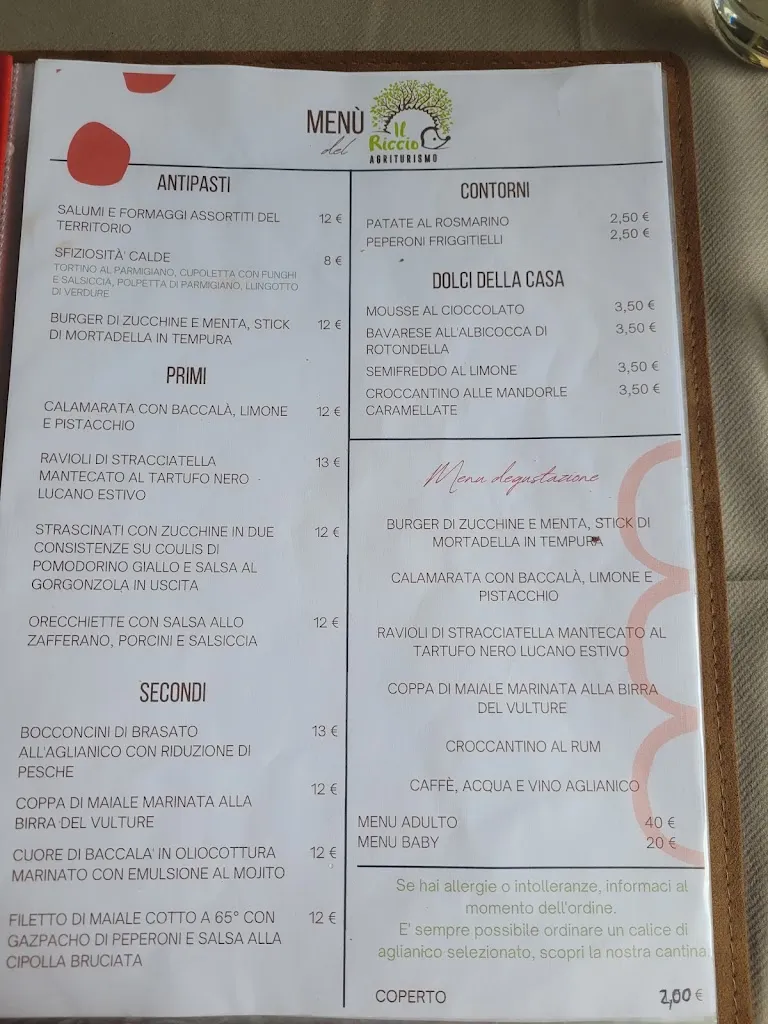 MENÙ
del
Il
Riccio
AGRITURISMO
ANTIPASTI
SALUMI E FORMAGGI ASSORTITI DEL 12 €
TERRITORIO
SFIZIOSITÀ' CALDE 8 €
TORTINO AL PARMIGIANO, CUPOLETTA CON FUNGHI
E SALSICCIA, POLPETTA DI PARMIGIANO, LLINGOTTO
DI VERDURE
BURGER DI ZUCCHINE E MENTA, STICK 12 €
DI MORTADELLA IN TEMPURA
PRIMI
CALAMARATA CON BACCALÀ, LIMONE 12 €
E PISTACCHIO
RAVIOLI DI STRACCIATELLA 13 €
MANTECATO AL TARTUFO NERO
LUCANO ESTIVO
STRASCINATI CON ZUCCHINE IN DUE 12 €
CONSISTENZE SU COULIS DI
POMODORINO GIALLO E SALSA AL
GORGONZOLA IN USCITA
ORECCHIETTE CON SALSA ALLO 12 €
ZAFFERANO, PORCINI E SALSICCIA
SECONDI
BOCCONCINI DI BRASATO 13 €
ALL'AGLIANICO CON RIDUZIONE DI
PESCHE
COPPA DI MAIALE MARINATA ALLA 12 €
BIRRA DEL VULTURE
CUORE DI BACCALA' IN OLIOCOTTURA 12 €
MARINATO CON EMULSIONE AL MOJITO
FILETTO DI MAIALE COTTO A 65° CON 12 €
GAZPACHO DI PEPERONI E SALSA ALLA
CIPOLLA BRUCIATA
CONTORNI
PATATE AL ROSMARINO 2,50 €
PEPERONI FRIGGITIELLI 2,50 €
DOLCI DELLA CASA
MOUSSE AL CIOCCOLATO 3,50 €
BAVARESE ALL'ALBICOCCA DI 3,50 €
ROTONDELLA
SEMIFREDDO AL LIMONE 3,50 €
CROCCANTINO ALLE MANDORLE 3,50 €
CARAMELLATE
Menu degustazione
BURGER DI ZUCCHINE E MENTA, STICK DI
MORTADELLA IN TEMPURA
CALAMARATA CON BACCALÀ, LIMONE E
PISTACCHIO
RAVIOLI DI STRACCIATELLA MANTECATO AL
TARTUFO NERO LUCANO ESTIVO
COPPA DI MAIALE MARINATA ALLA BIRRA
DEL VULTURE
CROCCANTINO AL RUM
CAFFÈ, ACQUA E VINO AGLIANICO
MENU ADULTO 40 €
MENU BABY 20 €
Se hai allergie o intolleranze, informaci al
momento dell'ordine.
E' sempre possibile ordinare un calice di
aglianico selezionato, scopri la nostra cantina
COPERTO 2,00 €